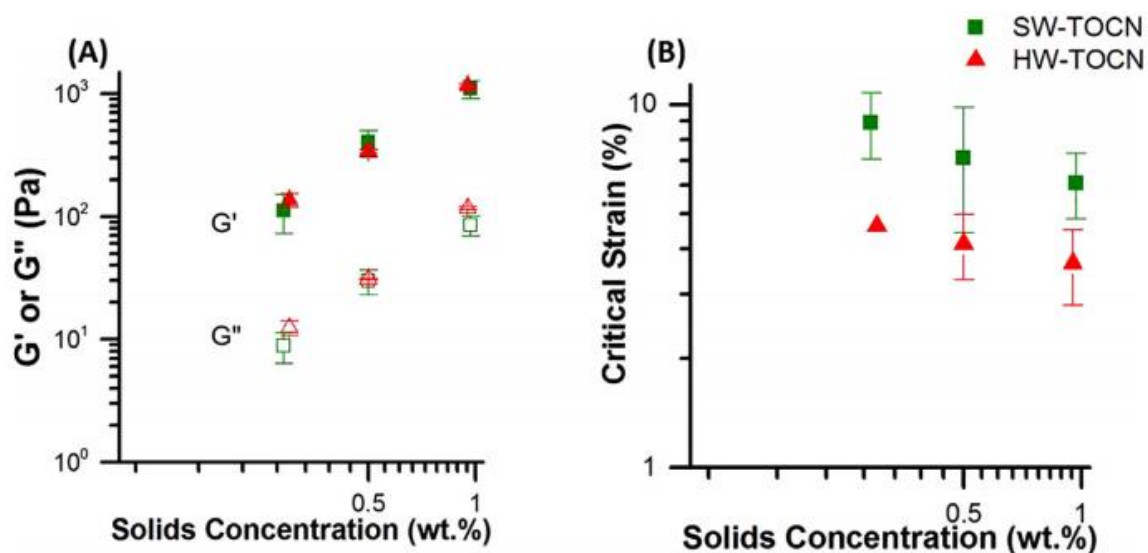 (A)
10³
10²
10¹
10⁰
G' or G" (Pa)
G'
G"
0.5
1
Solids Concentration (wt.%)
(B)
SW-TOCN
HW-TOCN
10
1
Critical Strain (%)
0.5
1
Solids Concentration (wt.%)